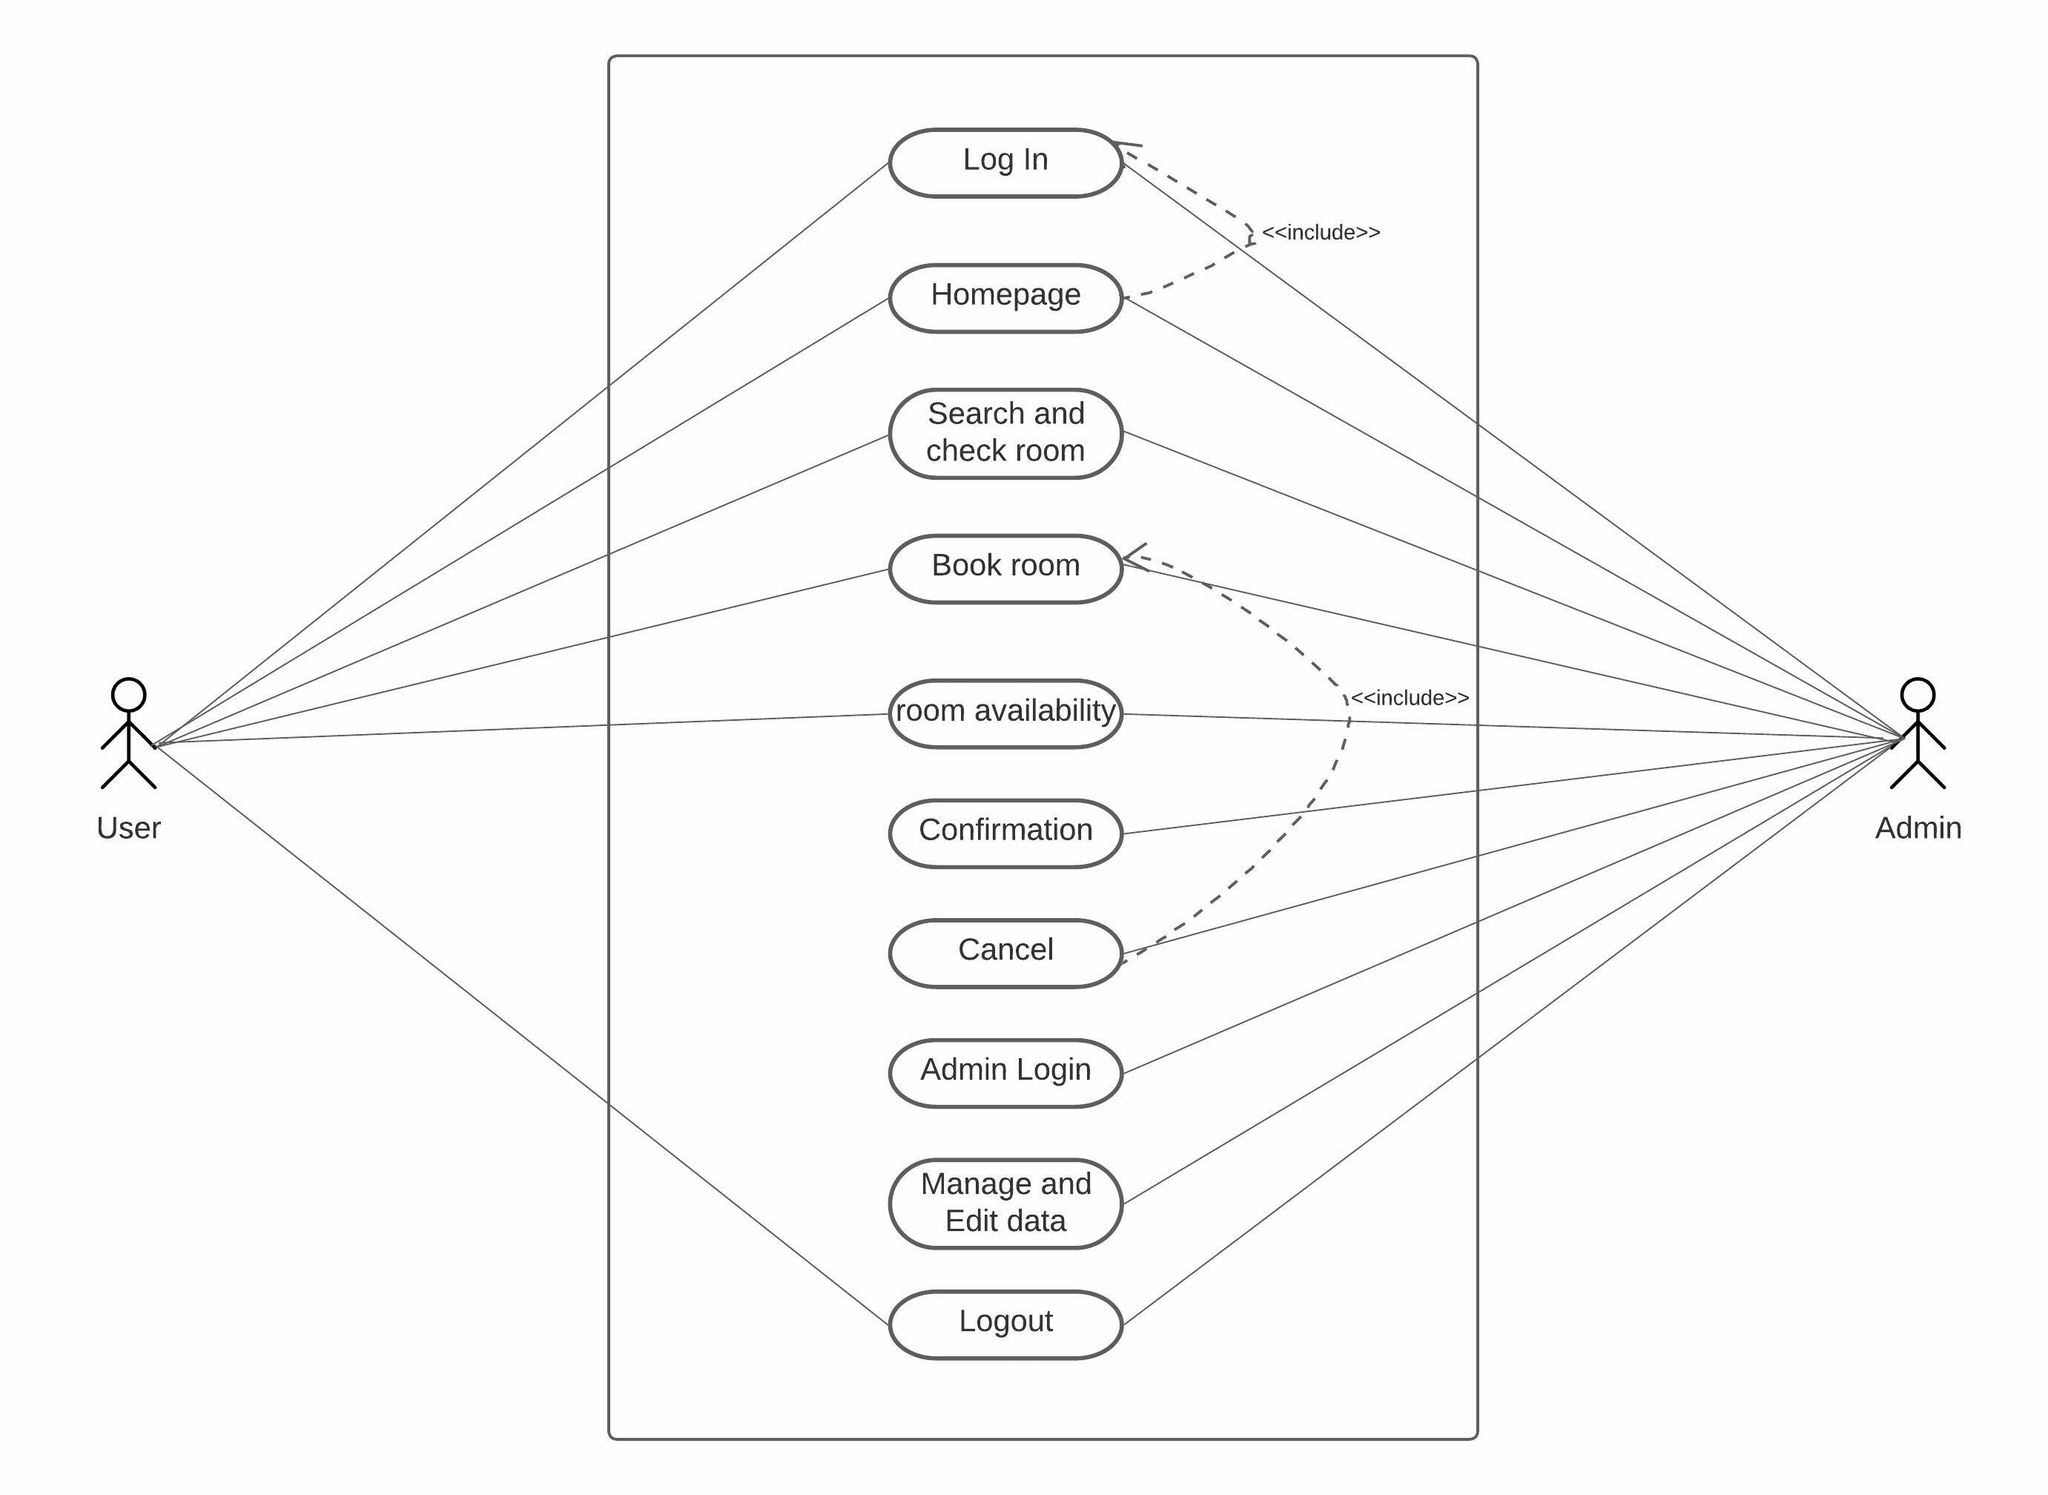 Log In
<<include>>
Homepage
Search and
check room
Book room
<<include>>
room availability
User
Admin
Confirmation
Cancel
Admin Login
Manage and
Edit data
Logout